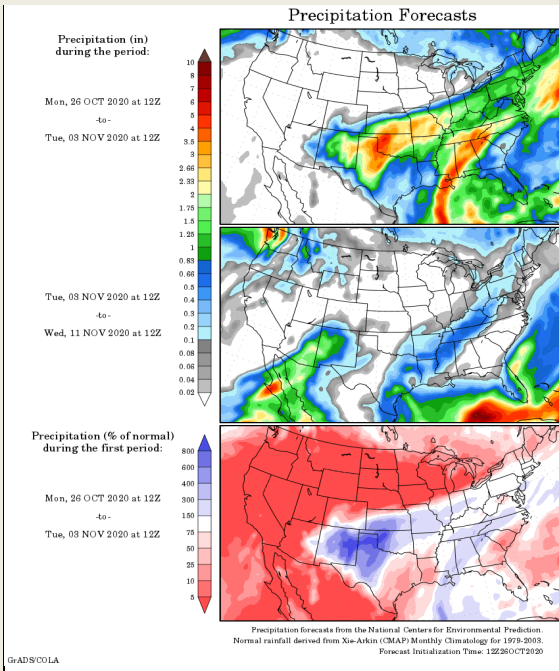 Precipitation Forecasts
Precipitation (in)
during the period:
Mon, 26 OCT 2020 at 12Z
-to-
Tue, 03 NOV 2020 at 12Z
10
8
7
6
5
4
3.5
3
2.66
2.33
2
1.75
1.5
1.25
1
0.83
0.66
0.5
0.4
0.3
0.2
0.1
0.08
0.06
0.04
0.02
Tue, 03 NOV 2020 at 12Z
-to-
Wed, 11 NOV 2020 at 12Z
Precipitation (% of normal)
during the first period:
Mon, 26 OCT 2020 at 12Z
-to-
Tue, 03 NOV 2020 at 12Z
800
600
400
300
150
75
50
25
10
5
Precipitation forecasts from the National Centers for Environmental Prediction.
Normal rainfall derived from Xie-Arkin (CMAP) Monthly Climatology for 1979-2003.
Forecast Initialization Time: 12Z26OCT2020
GrADS/COLA